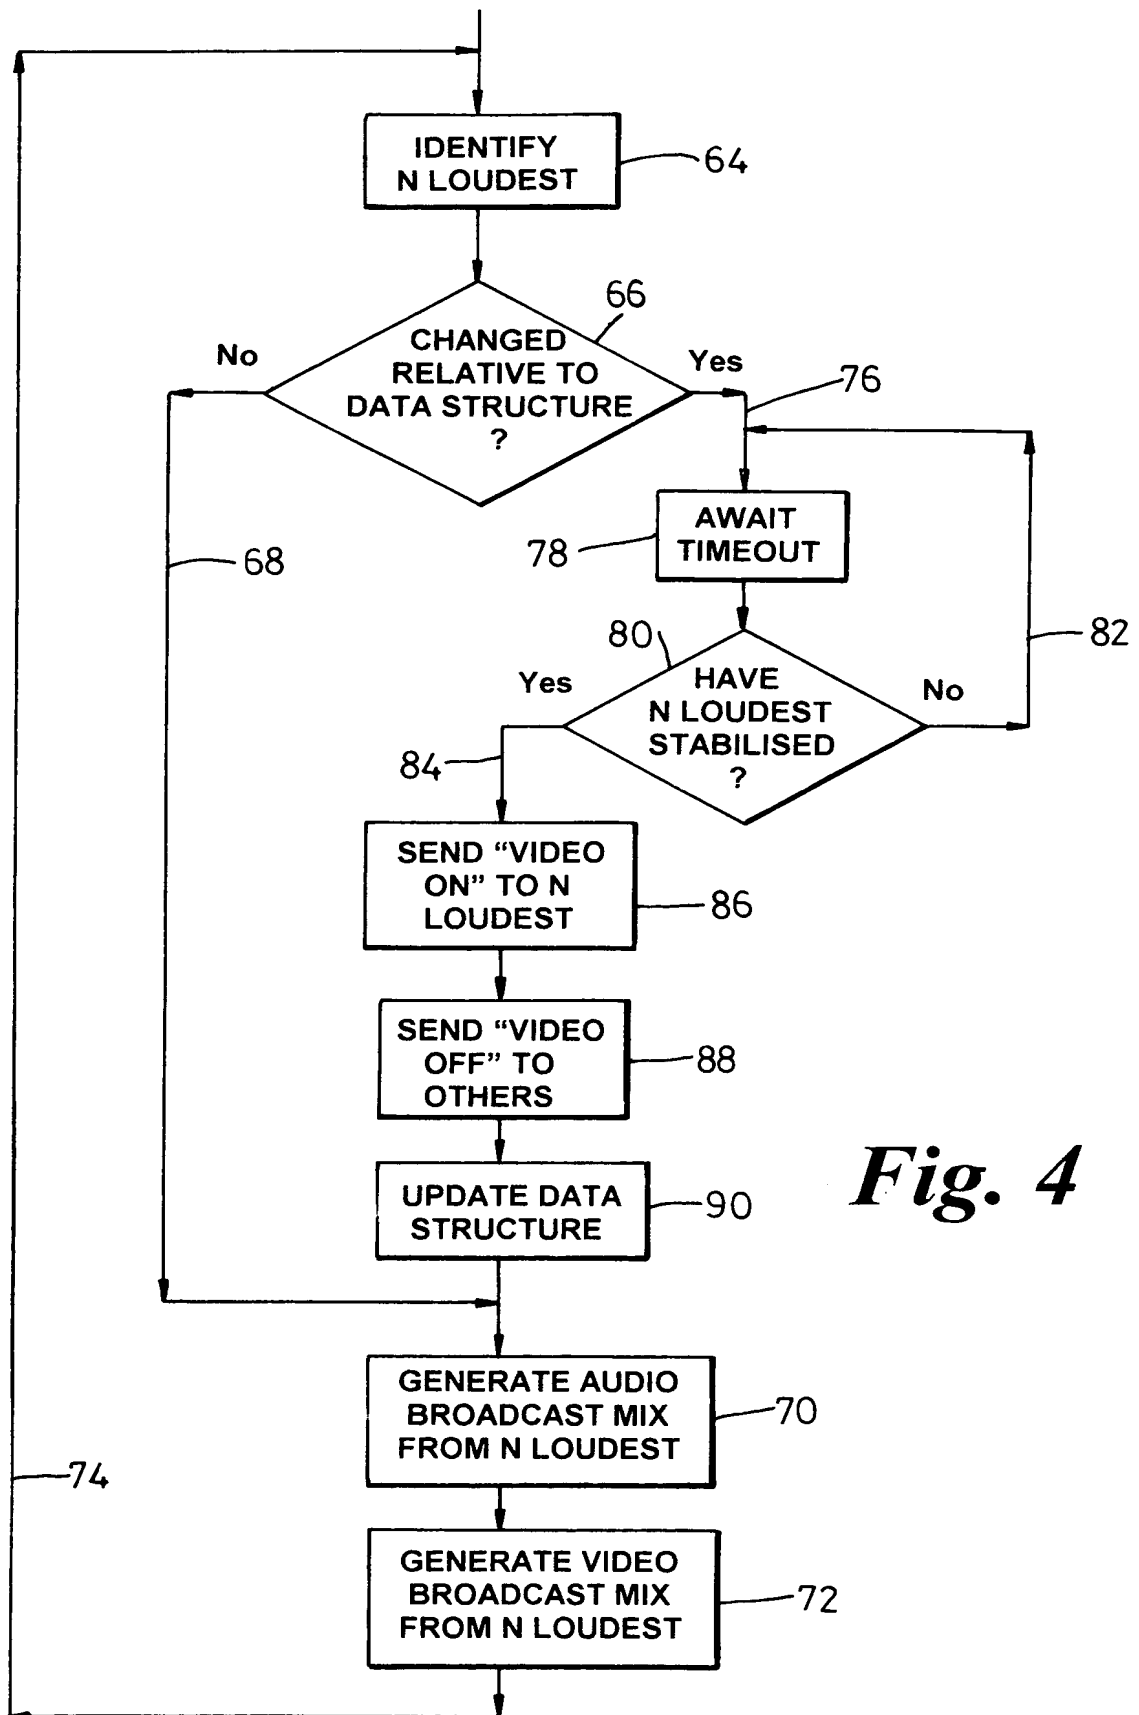 IDENTIFY
N LOUDEST
64
66
CHANGED
RELATIVE TO
DATA STRUCTURE
?
No
Yes
76
68
AWAIT
TIMEOUT
78
80
82
HAVE
N LOUDEST
STABILISED
?
Yes
No
84
SEND “VIDEO
ON” TO N
LOUDEST
86
SEND “VIDEO
OFF” TO
OTHERS
88
UPDATE DATA
STRUCTURE
90
Fig. 4
GENERATE AUDIO
BROADCAST MIX
FROM N LOUDEST
70
74
GENERATE VIDEO
BROADCAST MIX
FROM N LOUDEST
72